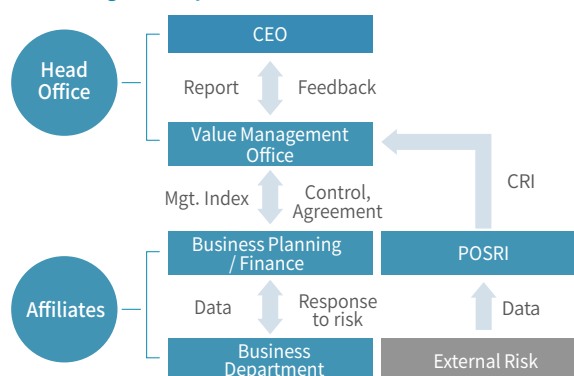 CEO
Head
Office
Report
Feedback
Value Management
Office
CRI
Mgt. Index
Control,
Agreement
Business Planning
/ Finance
POSRI
Affiliates
Data
Response
to risk
Data
Business
Department
External Risk